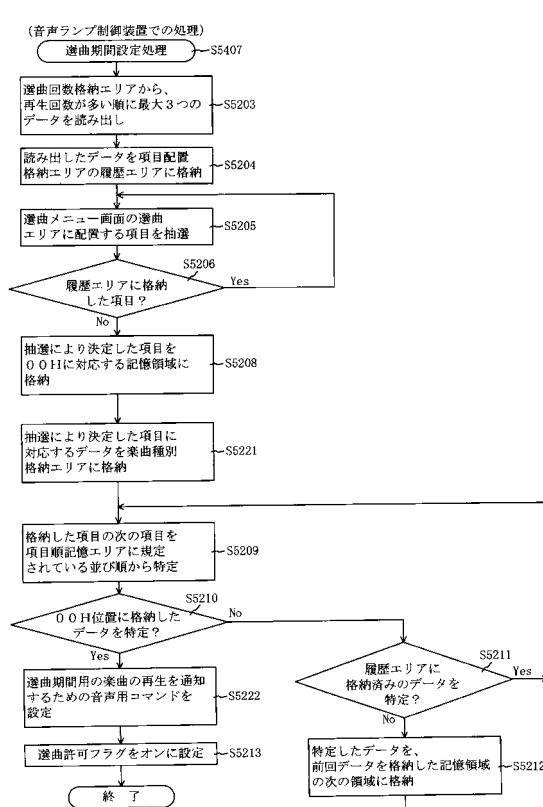 (音声ランプ制御装置での処理)
選曲期間設定処理
S5407
選曲回数格納エリアから、
再生回数が多い順に最大3つの
データを読み出し
S5203
読み出したデータを項目配置
格納エリアの履歴エリアに格納
S5204
選曲メニュー画面の選曲
エリアに配置する項目を抽選
S5205
S5206
履歴エリアに格納
した項目?
Yes
No
抽選により決定した項目を
00Hに対応する記憶領域に
格納
S5208
抽選により決定した項目に
対応するデータを楽曲種別
格納エリアに格納
S5221
格納した項目の次の項目を
項目順記憶エリアに規定
されている並び順から特定
S5209
S5210
00H位置に格納した
データを特定?
No
Yes
S5211
履歴エリアに
格納済みのデータを
特定?
Yes
No
選曲期間用の楽曲の再生を通知
するための音声用コマンドを
設定
S5222
選曲許可フラグをオンに設定
S5213
特定したデータを、
前回データを格納した記憶領域
の次の領域に格納
S5212
終了